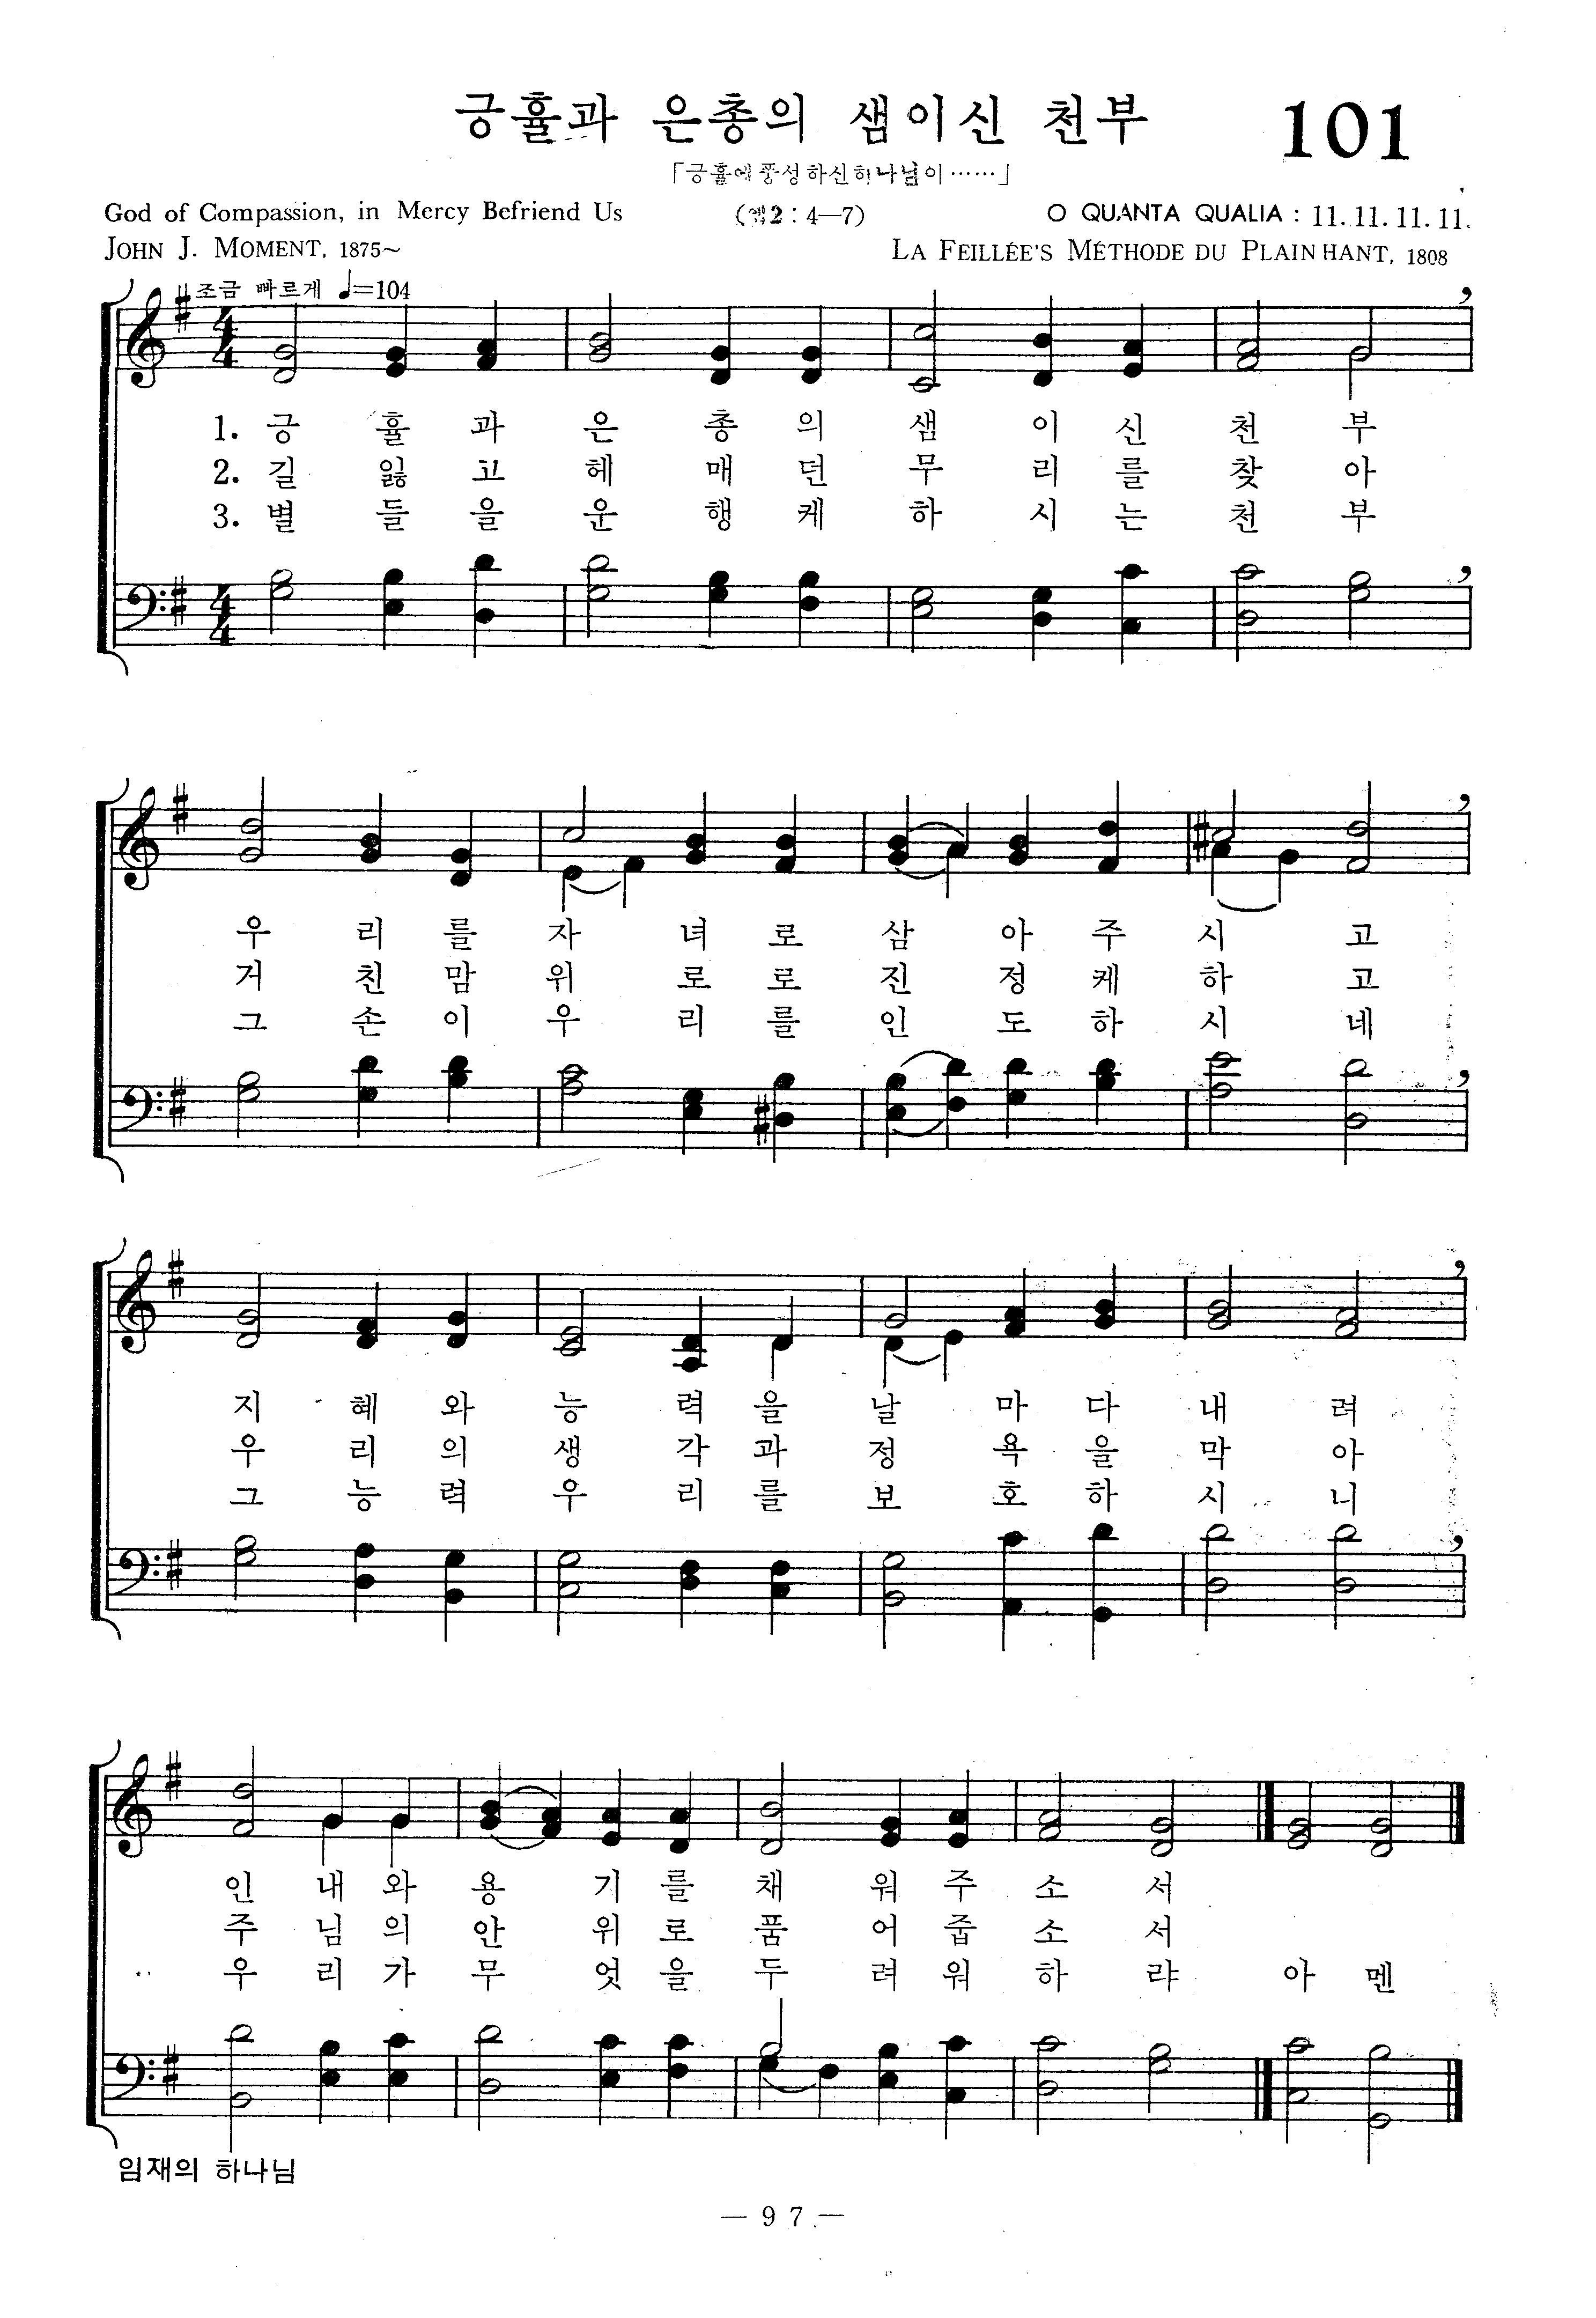 긍휼과 은총의 샘이신 천부 101
「긍휼에풍성하신하나님이……」
God of Compassion, in Mercy Befriend Us (엡2 : 4—7) O QUANTA QUALIA : 11. 11. 11. 11.
JOHN J. MOMENT, 1875~ LA FEILLÉE'S MÉTHODE DU PLAIN HANT, 1808
조금 빠르게 ♩=104
4 4
1. 긍 휼 과 은 총 의 샘 이 신 천 부
2. 길 잃 고 헤 매 던 무 리 를 찾 아
3. 별 들 을 운 행 케 하 시 는 천 부
4 4
우 리 를 자 녀 로 삼 아 주 시 고
거 친 맘 위 로 로 진 정 케 하 고
그 손 이 우 리 를 인 도 하 시 네
지 혜 와 능 력 을 날 마 다 내 려
우 리 의 생 각 과 정 욕 을 막 아
그 능 력 우 리 를 보 호 하 시 니
인 내 와 용 기 를 채 워 주 소 서
주 님 의 안 위 로 품 어 줍 소 서
우 리 가 무 엇 을 두 려 워 하 랴 아 멘
임재의 하나님
— 9 7 —